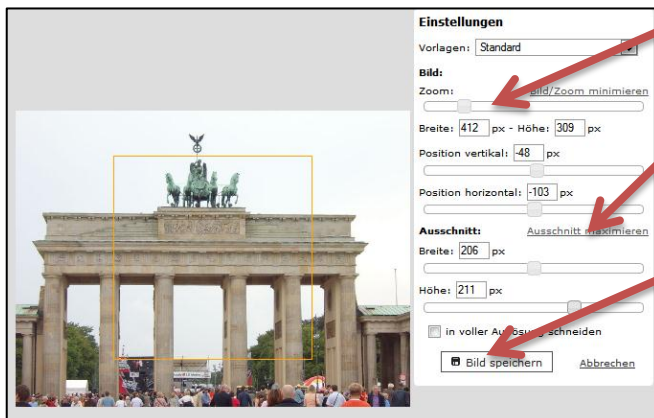 Einstellungen
Vorlagen: Standard
Bild:
Zoom: Bild/Zoom minimieren
Breite: 412 px - Höhe: 309 px
Position vertikal: -48 px
Position horizontal: -103 px
Ausschnitt: Ausschnitt maximieren
Breite: 206 px
Höhe: 211 px
in voller Auflösung schneiden
Bild speichern Abbrechen